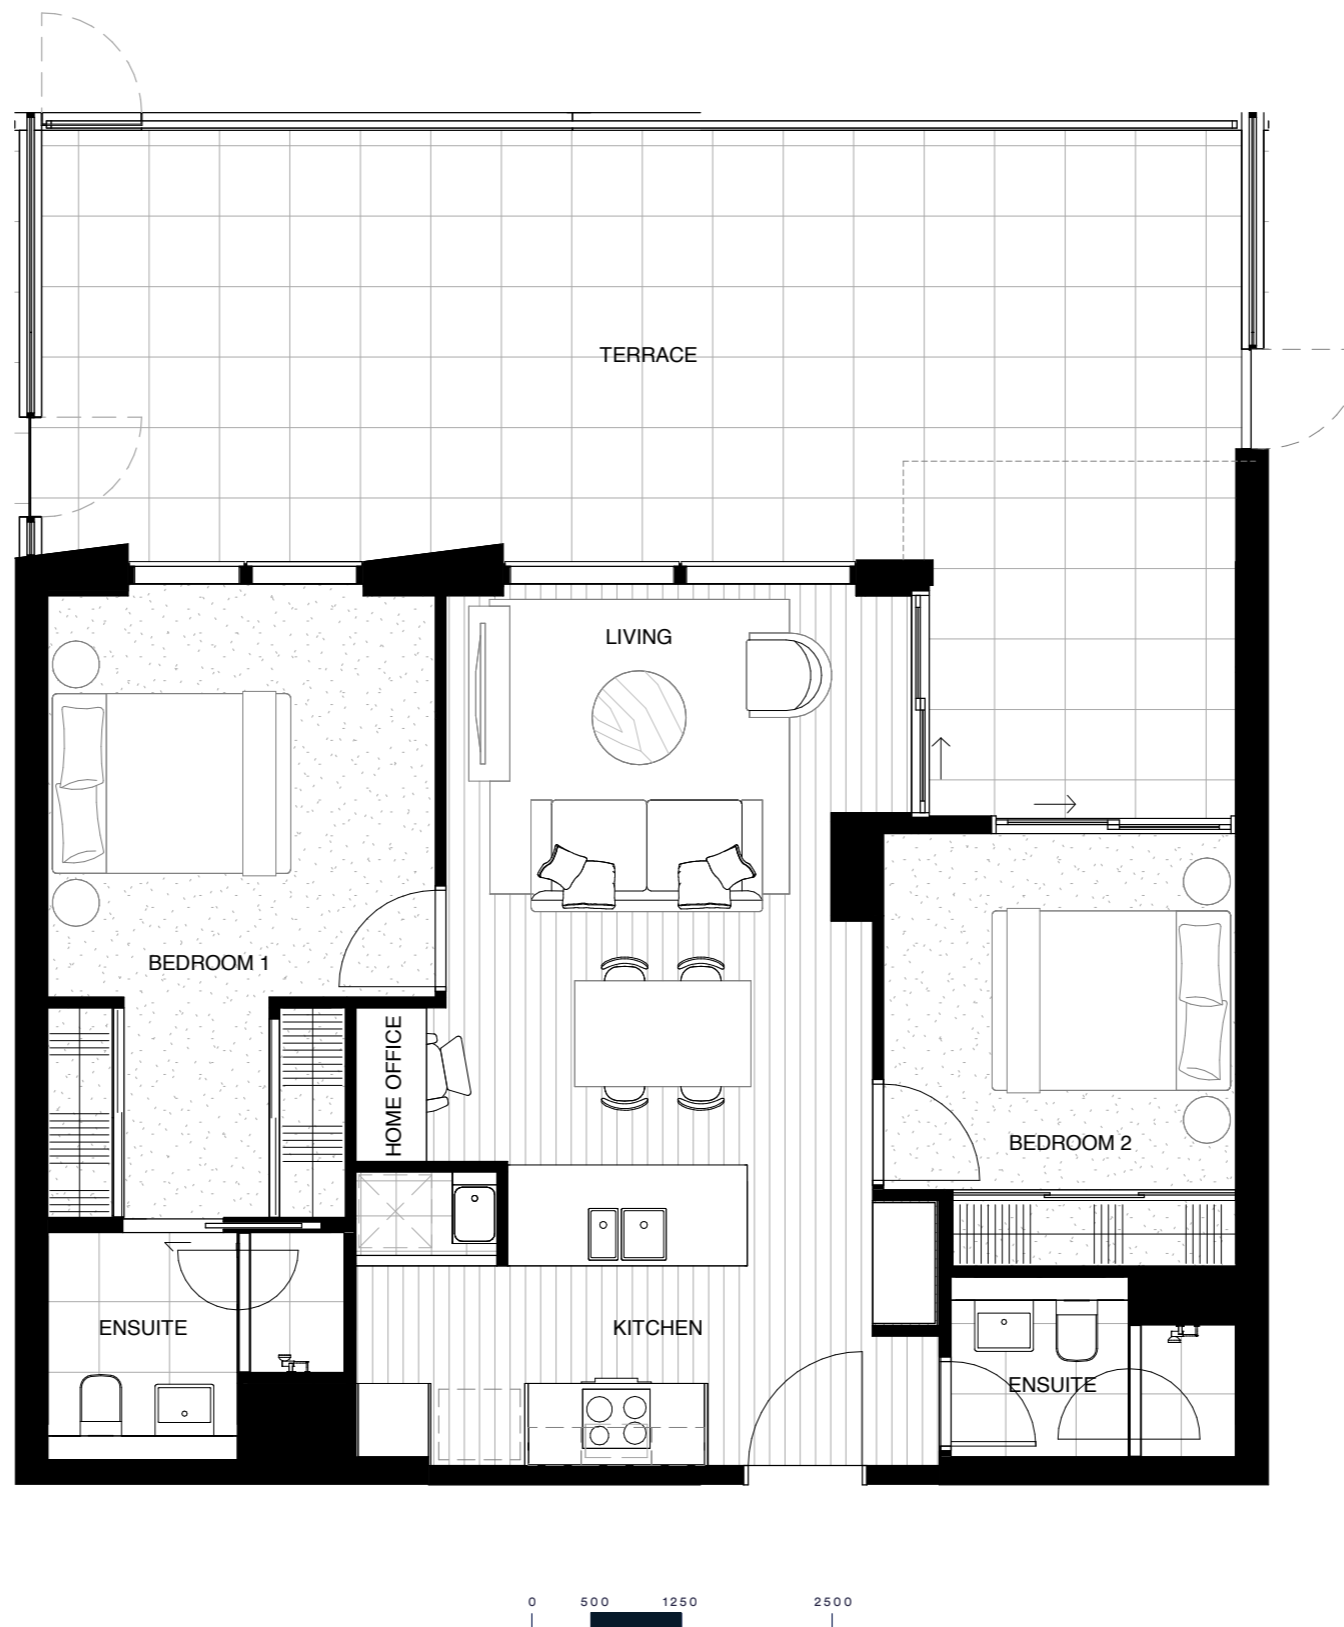 TERRACE
LIVING
BEDROOM 1
HOME OFFICE
BEDROOM 2
ENSUITE
KITCHEN
ENSUITE
0 500 1250 2500